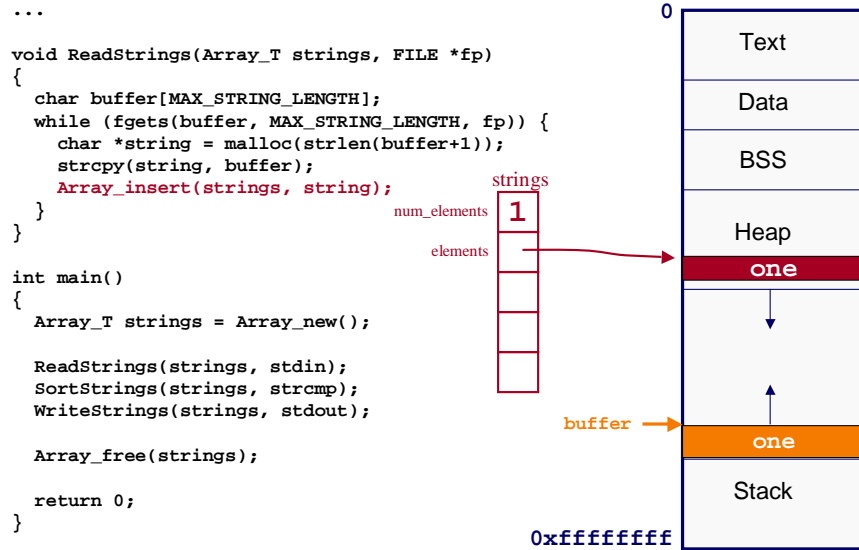 ...
void ReadStrings(Array_T strings, FILE *fp)
{
char buffer[MAX_STRING_LENGTH];
while (fgets(buffer, MAX_STRING_LENGTH, fp)) {
char *string = malloc(strlen(buffer+1));
strcpy(string, buffer);
Array_insert(strings, string);
}
}
int main()
{
Array_T strings = Array_new();
ReadStrings(strings, stdin);
SortStrings(strings, strcmp);
WriteStrings(strings, stdout);
Array_free(strings);
return 0;
}
strings
num_elements 1
elements
0
Text
Data
BSS
Heap
one
buffer
one
Stack
0xffffffff